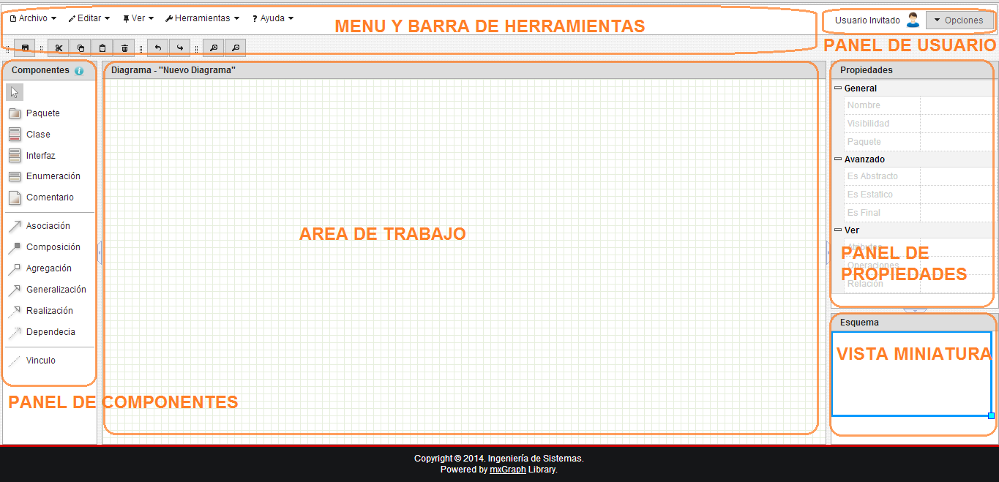 Archivo Editar Ver Herramientas ? Ayuda
MENU Y BARRA DE HERRAMIENTAS
Usuario Invitado Opciones
PANEL DE USUARIO
Componentes i
Paquete
Clase
Interfaz
Enumeración
Comentario
Asociación
Composición
Agregación
Generalización
Realización
Dependecia
Vinculo
PANEL DE COMPONENTES
Diagrama - "Nuevo Diagrama"
AREA DE TRABAJO
Propiedades
General
Nombre
Visibilidad
Paquete
Avanzado
Es Abstracto
Es Estatico
Es Final
Ver
Atributos
Operaciones
Relación
PANEL DE
PROPIEDADES
Esquema
VISTA MINIATURA
Copyright © 2014. Ingeniería de Sistemas.
Powered by mxGraph Library.